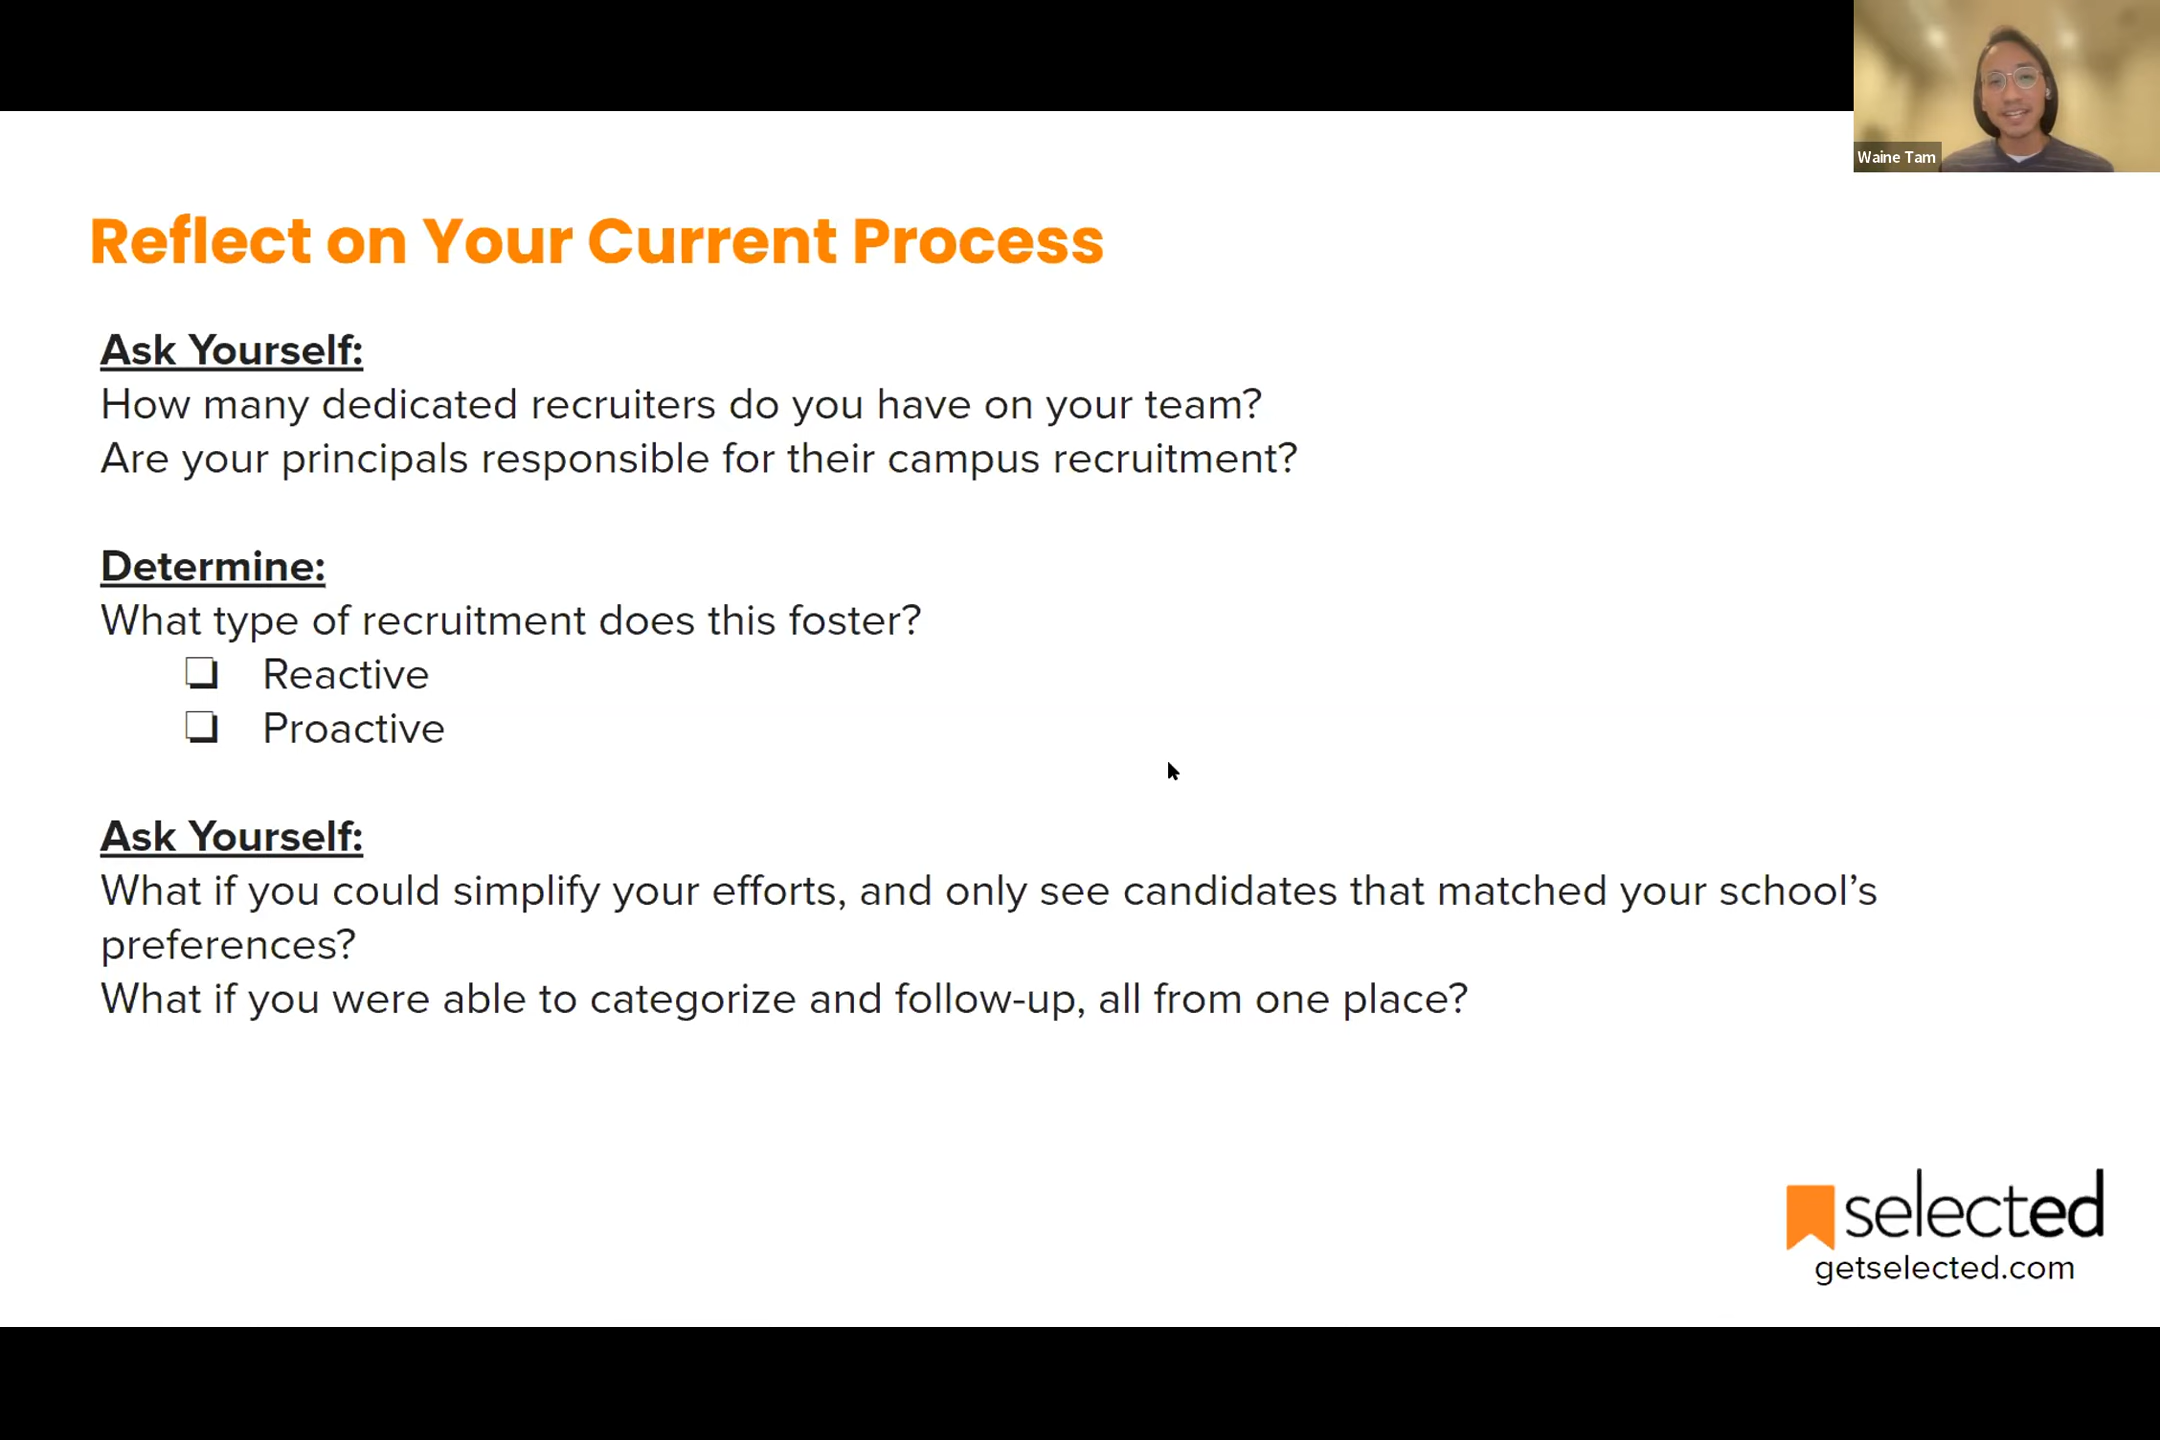 Waine Tam
Reflect on Your Current Process
Ask Yourself:
How many dedicated recruiters do you have on your team?
Are your principals responsible for their campus recruitment?
Determine:
What type of recruitment does this foster?
❏ Reactive
❏ Proactive
Ask Yourself:
What if you could simplify your efforts, and only see candidates that matched your school’s
preferences?
What if you were able to categorize and follow-up, all from one place?
selected
getselected.com